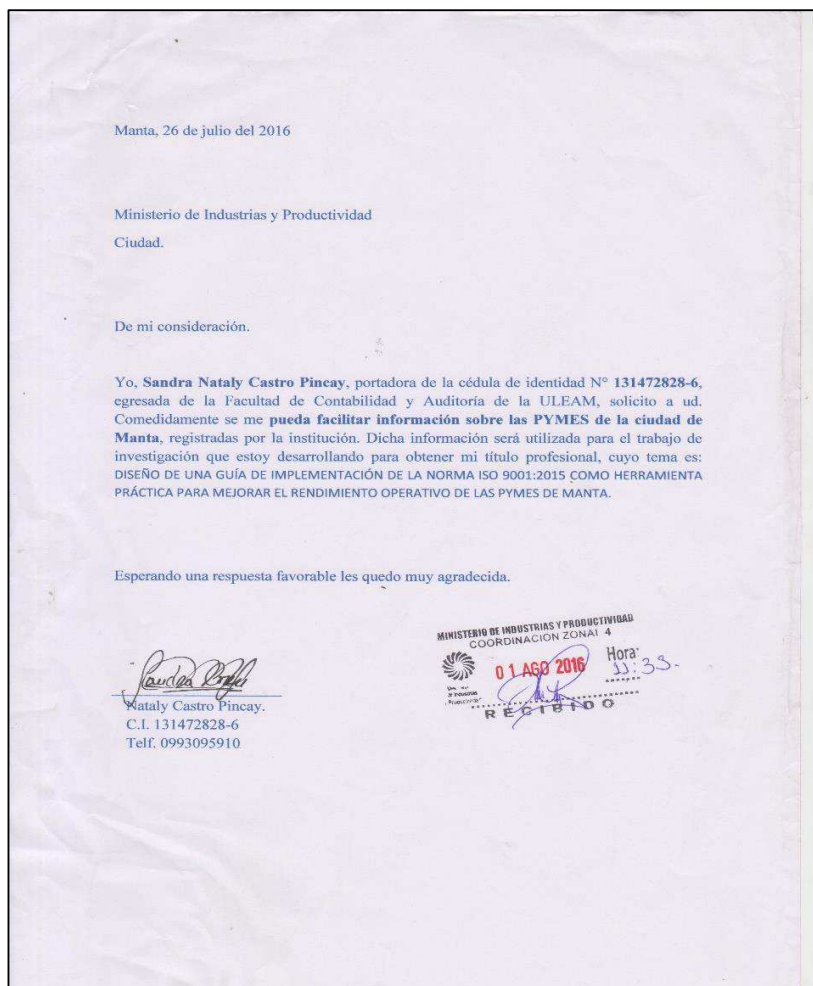 Manta, 26 de julio del 2016
Ministerio de Industrias y Productividad
Ciudad.
De mi consideración.
Yo, Sandra Nataly Castro Pincay, portadora de la cédula de identidad N° 131472828-6,
egresada de la Facultad de Contabilidad y Auditoría de la ULEAM, solicito a ud.
Comedidamente se me pueda facilitar información sobre las PYMES de la ciudad de
Manta, registradas por la institución. Dicha información será utilizada para el trabajo de
investigación que estoy desarrollando para obtener mi título profesional, cuyo tema es:
DISEÑO DE UNA GUÍA DE IMPLEMENTACIÓN DE LA NORMA ISO 9001:2015 COMO HERRAMIENTA
PRÁCTICA PARA MEJORAR EL RENDIMIENTO OPERATIVO DE LAS PYMES DE MANTA.
Esperando una respuesta favorable les quedo muy agradecida.
MINISTERIO DE INDUSTRIAS Y PRODUCTIVIDAD
COORDINACION ZONAL 4
01 AGO 2016 Hora: 11:33.
RECIBIDO
Nataly Castro Pincay.
C.I. 131472828-6
Telf. 0993095910